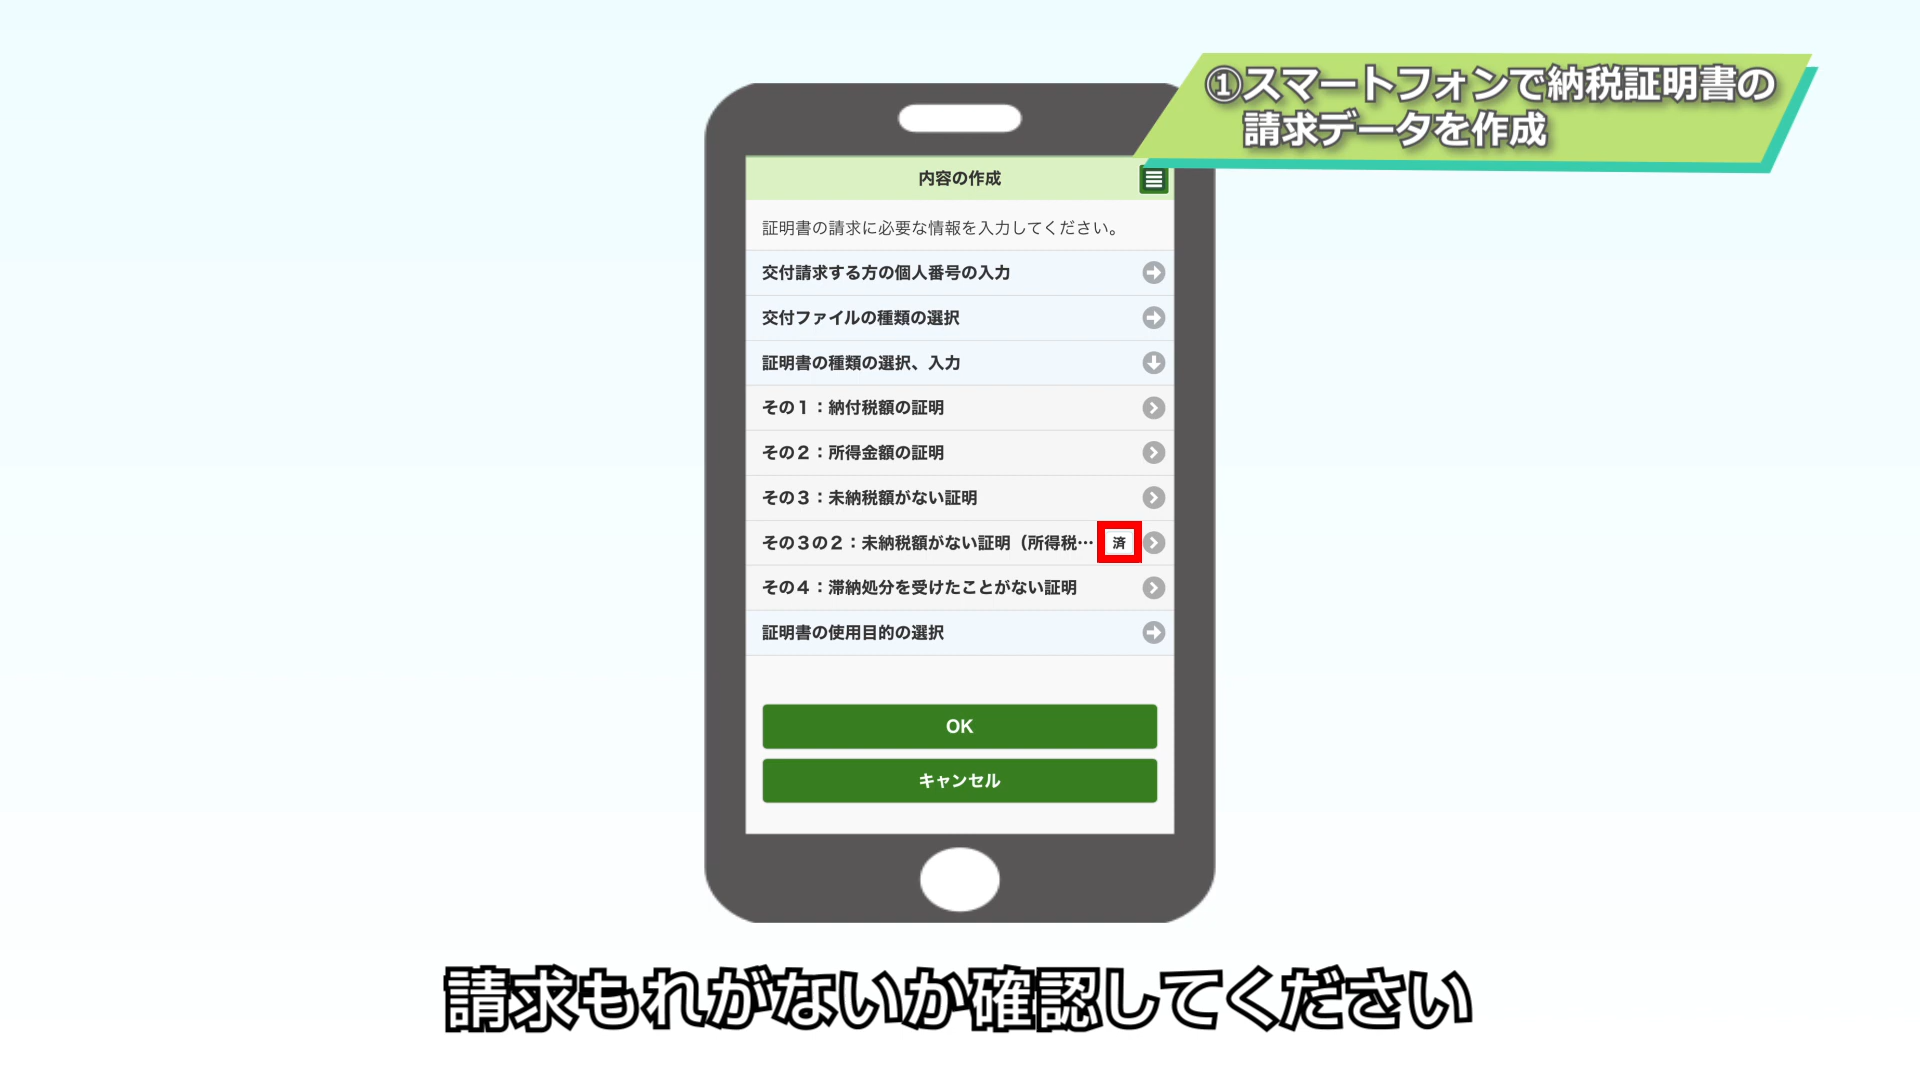 ①スマートフォンで納税証明書の
請求データを作成
内容の作成
証明書の請求に必要な情報を入力してください。
交付請求する方の個人番号の入力
交付ファイルの種類の選択
証明書の種類の選択、入力
その１：納付税額の証明
その２：所得金額の証明
その３：未納税額がない証明
その３の２：未納税額がない証明（所得税… 済
その４：滞納処分を受けたことがない証明
証明書の使用目的の選択
OK
キャンセル
請求もれがないか確認してください